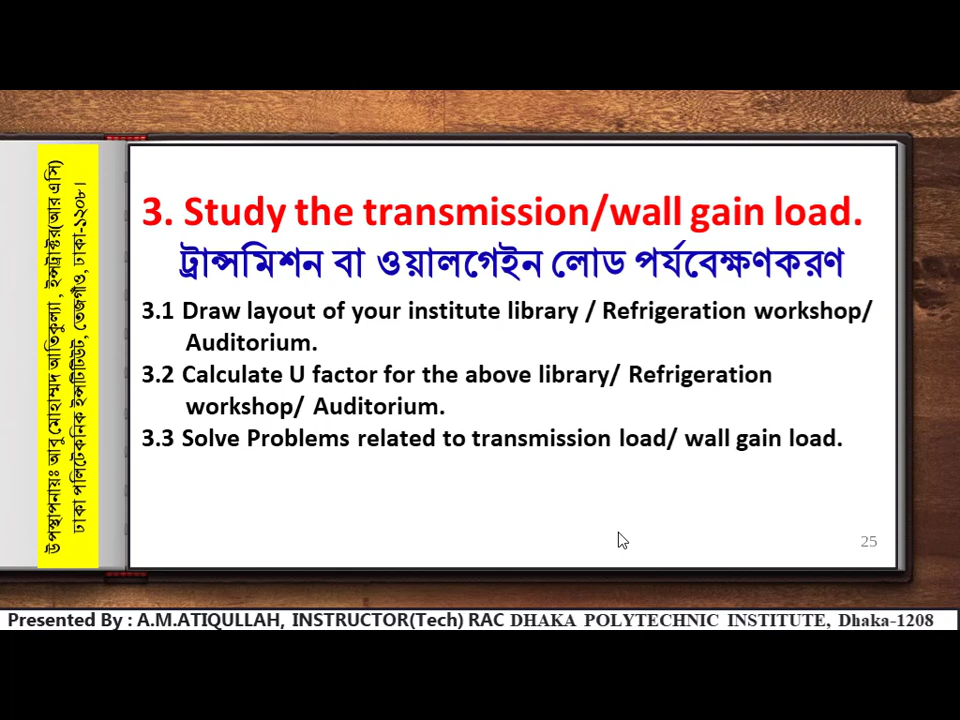 3. Study the transmission/wall gain load.
ট্রান্সমিশন বা ওয়ালগেইন লোড পর্যবেক্ষণকরণ
3.1 Draw layout of your institute library / Refrigeration workshop/
Auditorium.
3.2 Calculate U factor for the above library/ Refrigeration
workshop/ Auditorium.
3.3 Solve Problems related to transmission load/ wall gain load.
25
উপস্থাপনায়ঃ আবু মোহাম্মদ আতিকুল্যা , ইন্সট্রাক্টর(আর এসি)
ঢাকা পলিটেকনিক ইন্সটিটিউট, তেজগাঁও, ঢাকা-১২০৮।
Presented By : A.M.ATIQULLAH, INSTRUCTOR(Tech) RAC DHAKA POLYTECHNIC INSTITUTE, Dhaka-1208